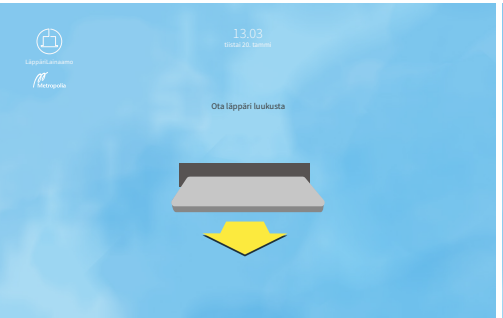 LäppäriLainaamo
Metropolia
13.03
tiistai 20. tammi
Ota läppäri luukusta